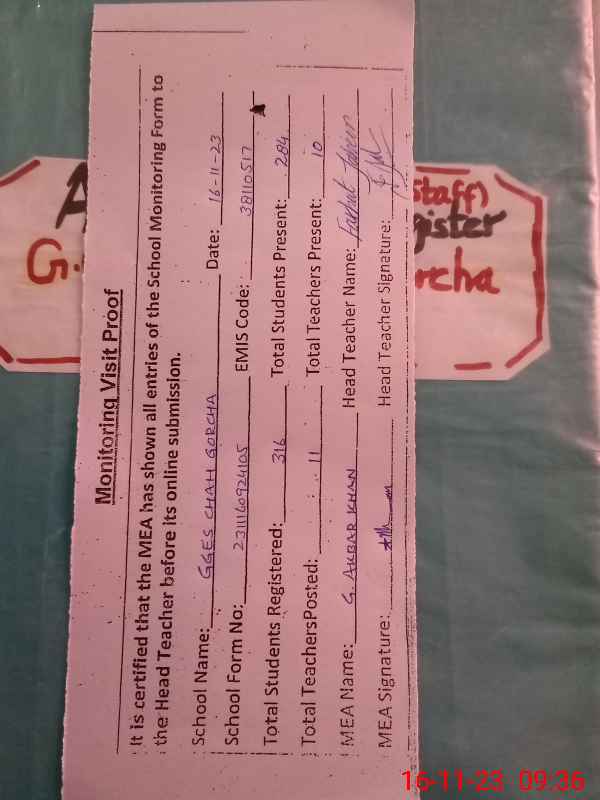 Monitoring Visit Proof
It is certified that the MEA has shown all entries of the School Monitoring Form to
the Head Teacher before its online submission.
School Name: GGES CHAH GORCHA Date: 16-11-23
School Form No: 2311160924105 EMIS Code: 38110517
Total Students Registered: 316 Total Students Present: 284
Total TeachersPosted: 11 Total Teachers Present: 10
MEA Name: G. AKBAR KHAN Head Teacher Name: Farhat
MEA Signature: Head Teacher Signature:
A
G.
staff)
gister
rcha
16-11-23 09:36